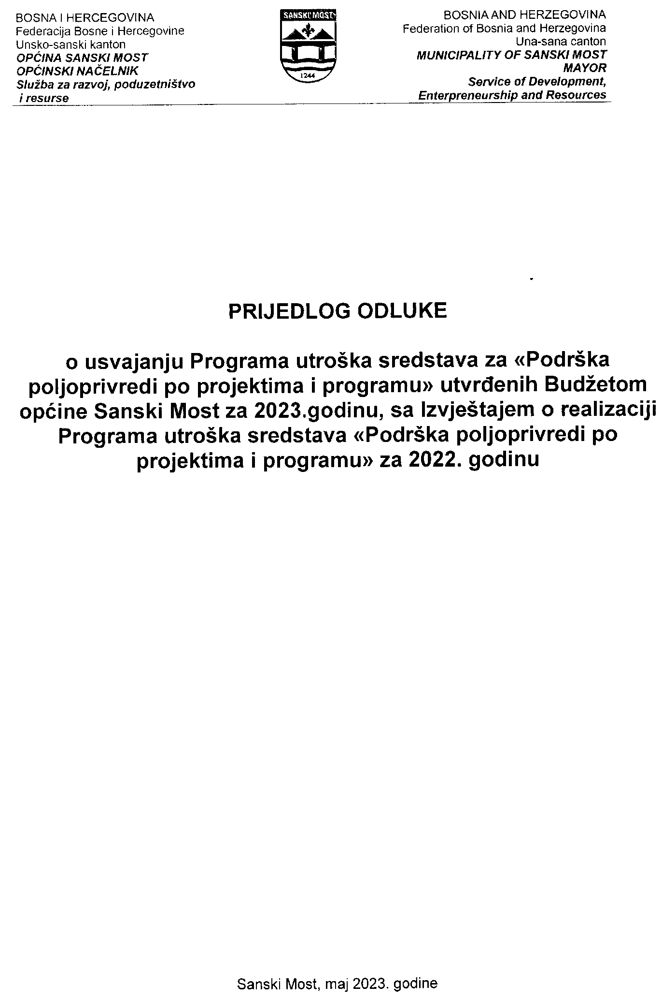 BOSNA I HERCEGOVINA
Federacija Bosne i Hercegovine
Unsko-sanski kanton
OPĆINA SANSKI MOST
OPĆINSKI NAČELNIK
Služba za razvoj, poduzetništvo
i resurse
SANSKI MOST
1244
BOSNIA AND HERZEGOVINA
Federation of Bosnia and Herzegovina
Una-sana canton
MUNICIPALITY OF SANSKI MOST
MAYOR
Service of Development,
Enterpreneurship and Resources
PRIJEDLOG ODLUKE
o usvajanju Programa utroška sredstava za «Podrška
poljoprivredi po projektima i programu» utvrđenih Budžetom
općine Sanski Most za 2023.godinu, sa Izvještajem o realizaciji
Programa utroška sredstava «Podrška poljoprivredi po
projektima i programu» za 2022. godinu
Sanski Most, maj 2023. godine